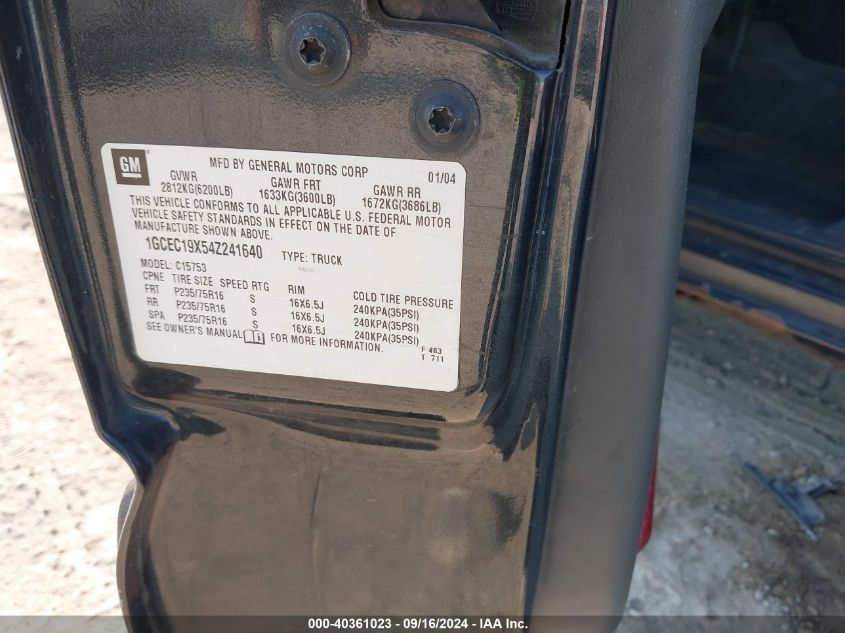 GM
MFD BY GENERAL MOTORS CORP 01/04
GVWR GAWR FRT GAWR RR
2812KG(6200LB) 1633KG(3600LB) 1672KG(3686LB)
THIS VEHICLE CONFORMS TO ALL APPLICABLE U.S. FEDERAL MOTOR
VEHICLE SAFETY STANDARDS IN EFFECT ON THE DATE OF
MANUFACTURE SHOWN ABOVE.
1GCEC19X54Z241640 TYPE: TRUCK
MODEL: C15753
CPNE TIRE SIZE SPEED RTG RIM COLD TIRE PRESSURE
FRT P235/75R16 S 16X6.5J 240KPA(35PSI)
RR P235/75R16 S 16X6.5J 240KPA(35PSI)
SPA P235/75R16 S 16X6.5J 240KPA(35PSI)
SEE OWNER'S MANUAL FOR MORE INFORMATION.
F 483
T 711
000-40361023 - 09/16/2024 - IAA Inc.